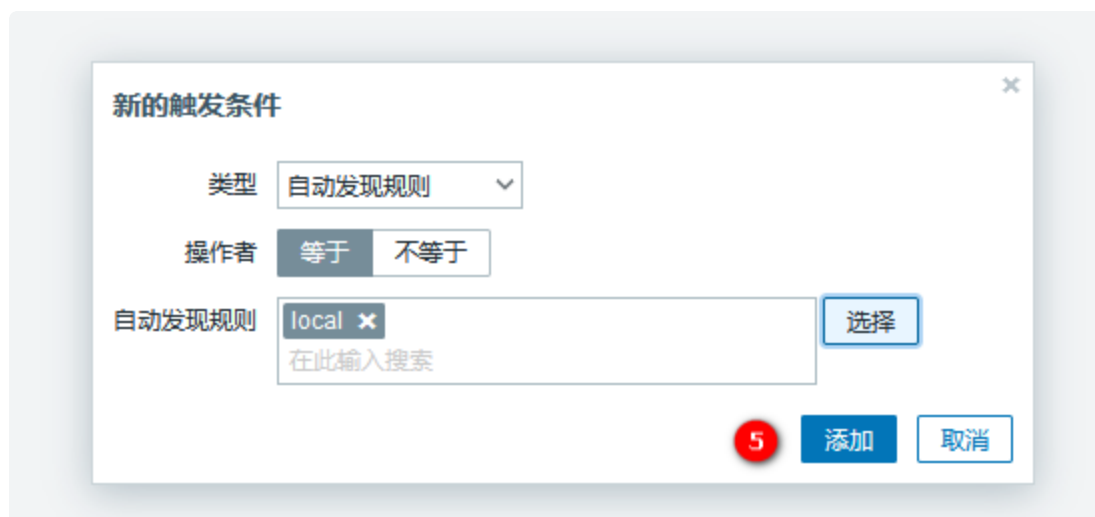 新的触发条件
×
类型 自动发现规则
操作者 等于 不等于
自动发现规则 local × 选择
在此输入搜索
5 添加 取消